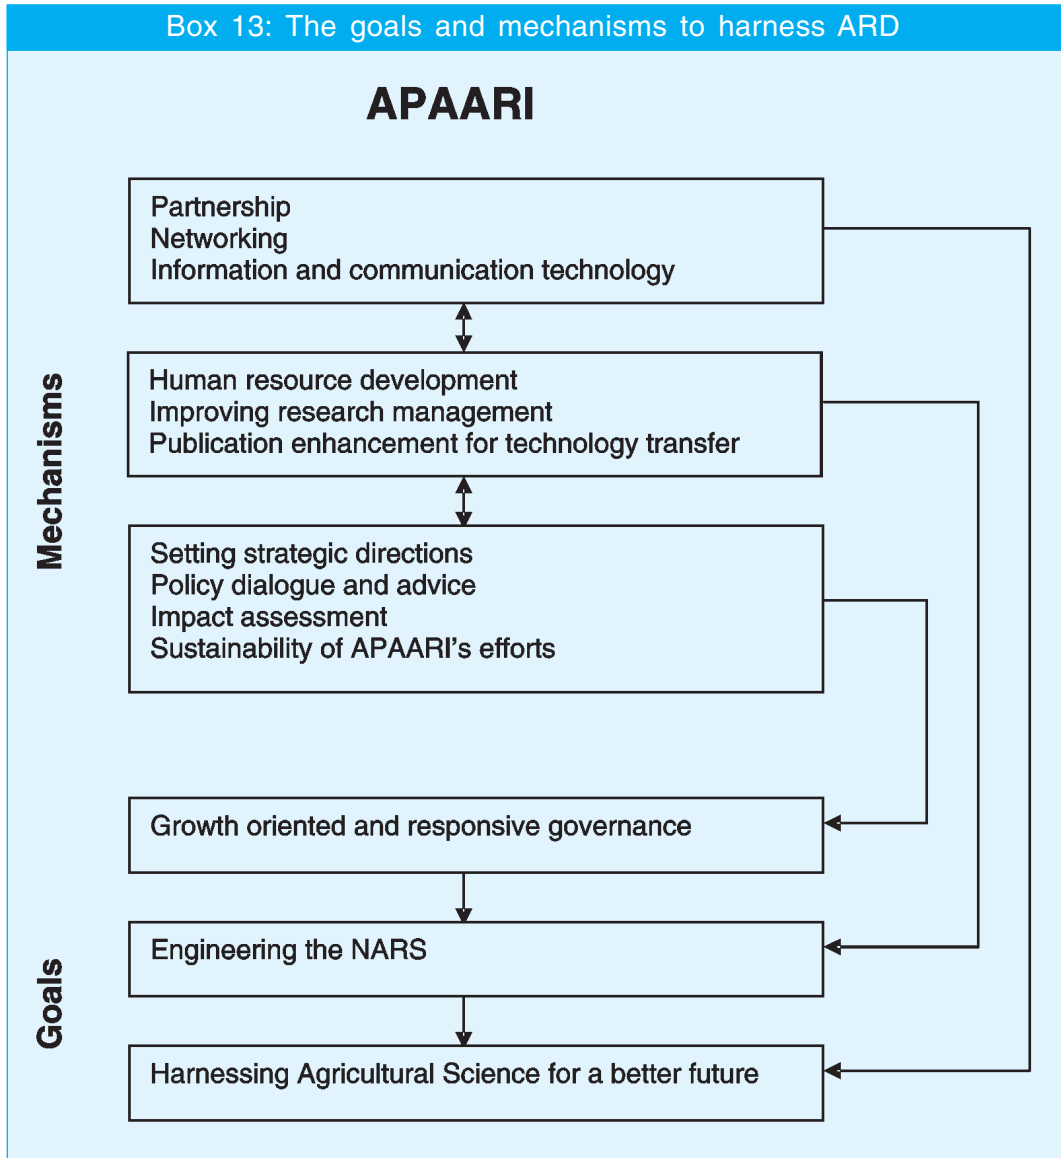 Box 13: The goals and mechanisms to harness ARD
APAARI
Mechanisms
Partnership
Networking
Information and communication technology
Human resource development
Improving research management
Publication enhancement for technology transfer
Setting strategic directions
Policy dialogue and advice
Impact assessment
Sustainability of APAARI's efforts
Goals
Growth oriented and responsive governance
Engineering the NARS
Harnessing Agricultural Science for a better future